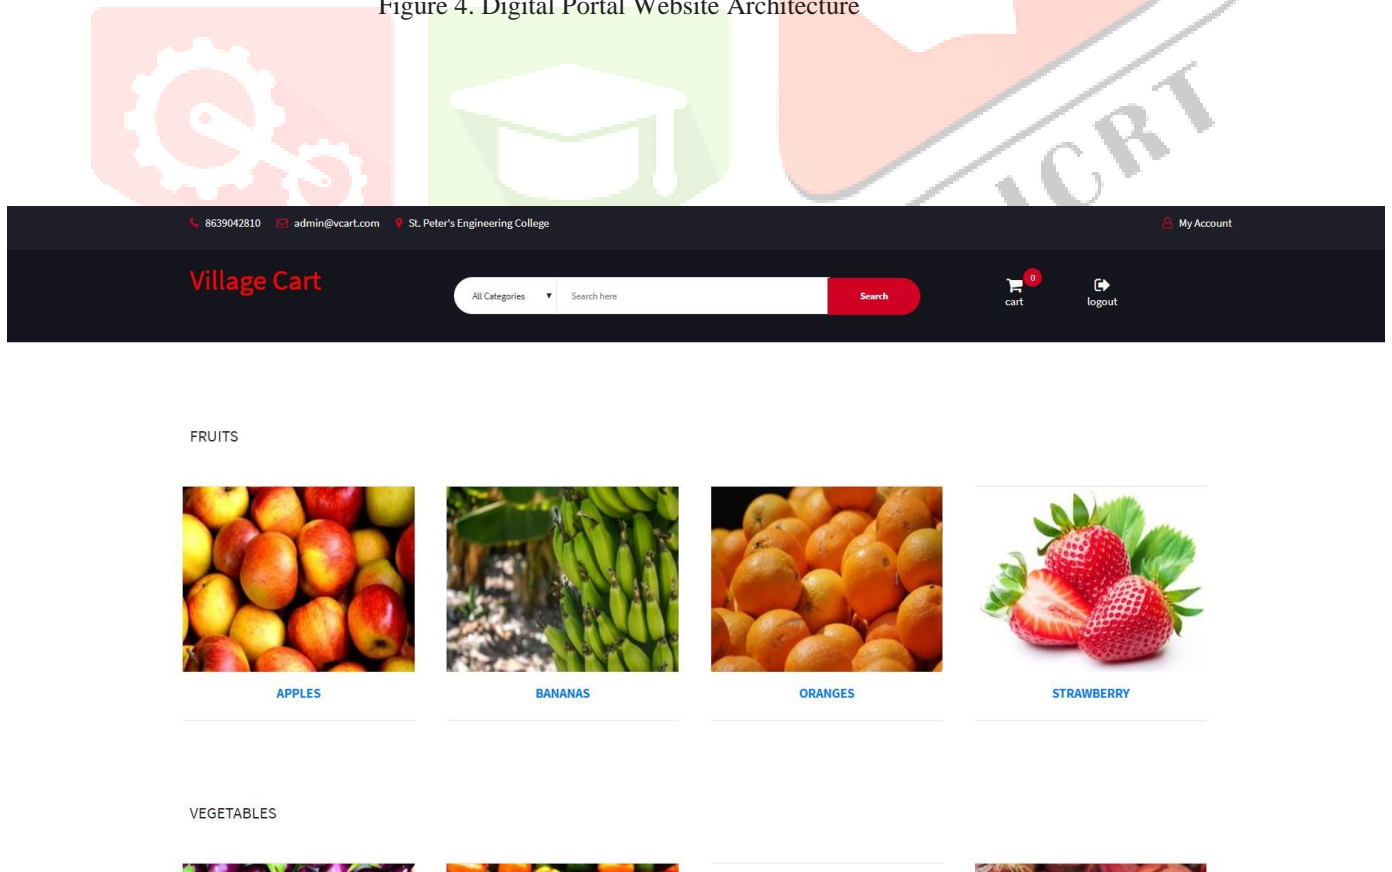 Figure 4. Digital Portal Website Architecture
IJCRT
8639042810 admin@vcart.com St. Peter's Engineering College My Account
Village Cart All Categories Search here Search 0 cart logout
FRUITS
APPLES BANANAS ORANGES STRAWBERRY
VEGETABLES